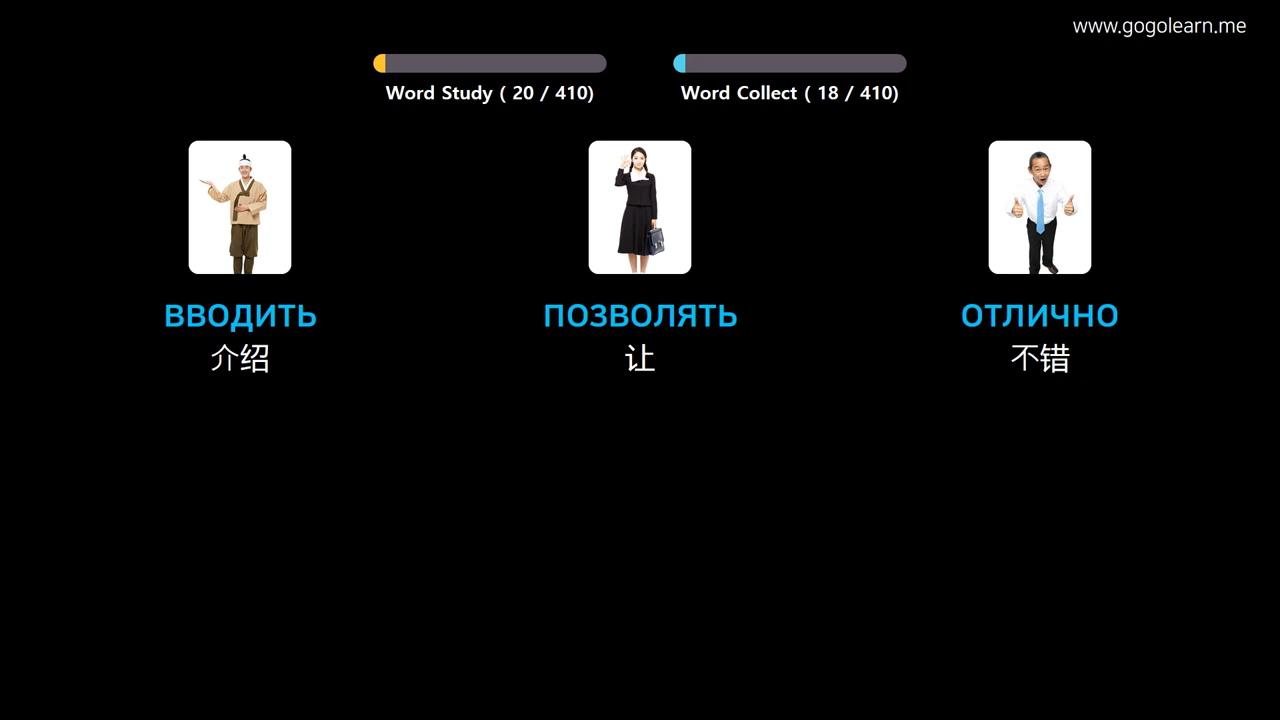 www.gogolearn.me
Word Study ( 20 / 410)
Word Collect ( 18 / 410)
вводить
позволять
отлично
介绍
让
不错